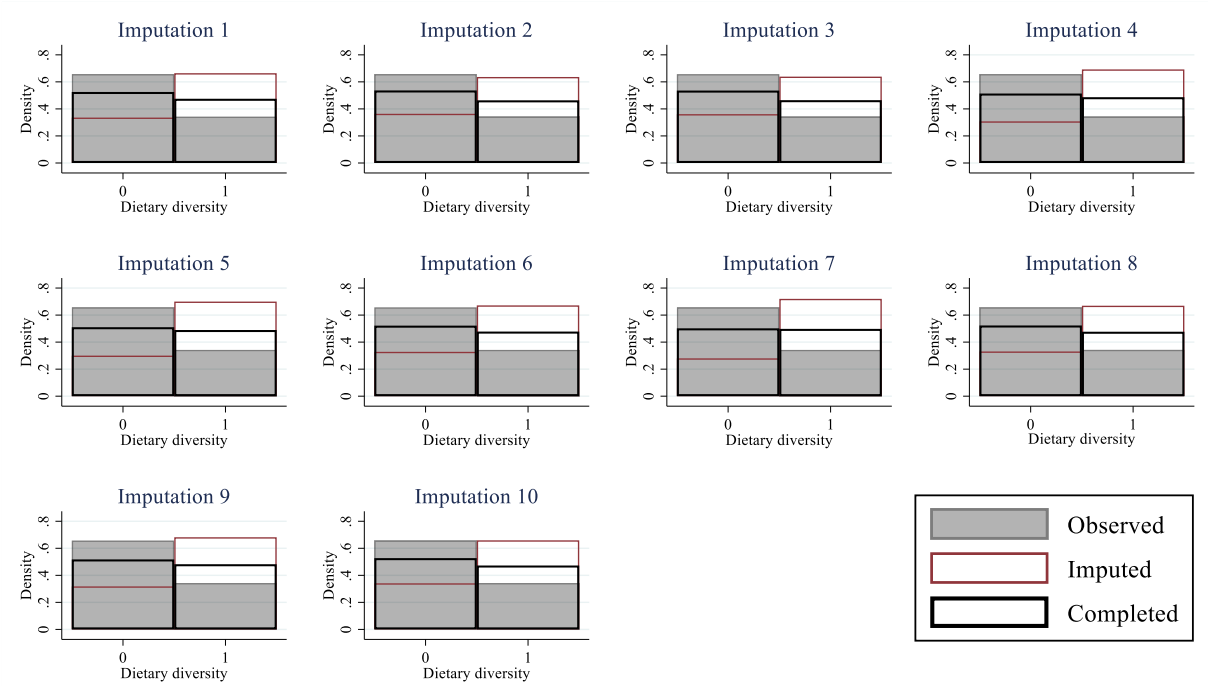 Imputation 1
Imputation 2
Imputation 3
Imputation 4
Density
0 .2 .4 .6 .8
0 1
Dietary diversity
Density
0 .2 .4 .6 .8
0 1
Dietary diversity
Density
0 .2 .4 .6 .8
0 1
Dietary diversity
Density
0 .2 .4 .6 .8
0 1
Dietary diversity
Imputation 5
Imputation 6
Imputation 7
Imputation 8
Density
0 .2 .4 .6 .8
0 1
Dietary diversity
Density
0 .2 .4 .6 .8
0 1
Dietary diversity
Density
0 .2 .4 .6 .8
0 1
Dietary diversity
Density
0 .2 .4 .6 .8
0 1
Dietary diversity
Imputation 9
Imputation 10
Density
0 .2 .4 .6 .8
0 1
Dietary diversity
Density
0 .2 .4 .6 .8
0 1
Dietary diversity
Observed
Imputed
Completed